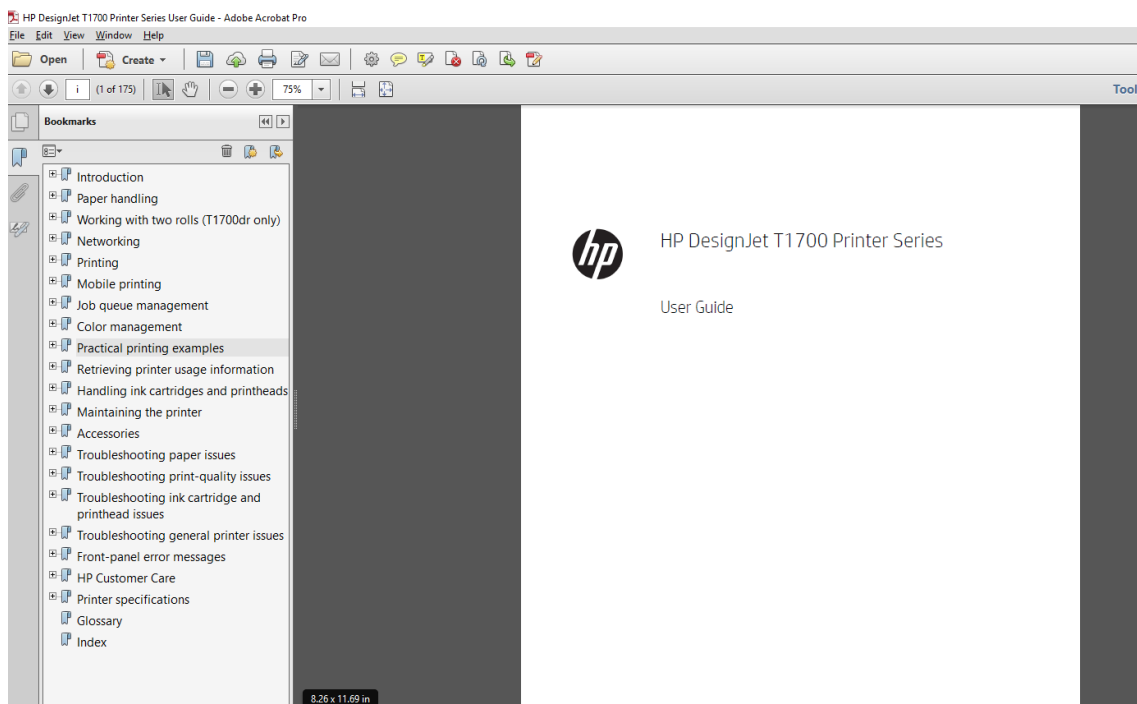 HP DesignJet T1700 Printer Series User Guide - Adobe Acrobat Pro
File Edit View Window Help
Open Create
i (1 of 175) 75% Tool
Bookmarks
Introduction
Paper handling
Working with two rolls (T1700dr only)
Networking
Printing
Mobile printing
Job queue management
Color management
Practical printing examples
Retrieving printer usage information
Handling ink cartridges and printheads
Maintaining the printer
Accessories
Troubleshooting paper issues
Troubleshooting print-quality issues
Troubleshooting ink cartridge and
printhead issues
Troubleshooting general printer issues
Front-panel error messages
HP Customer Care
Printer specifications
Glossary
Index
8.26 x 11.69 in
hp
HP DesignJet T1700 Printer Series
User Guide